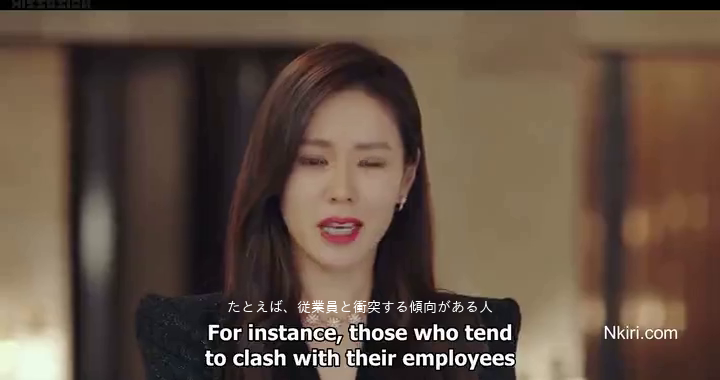 たとえば、従業員と衝突する傾向がある人
For instance, those who tend
to clash with their employees
Nkiri.com